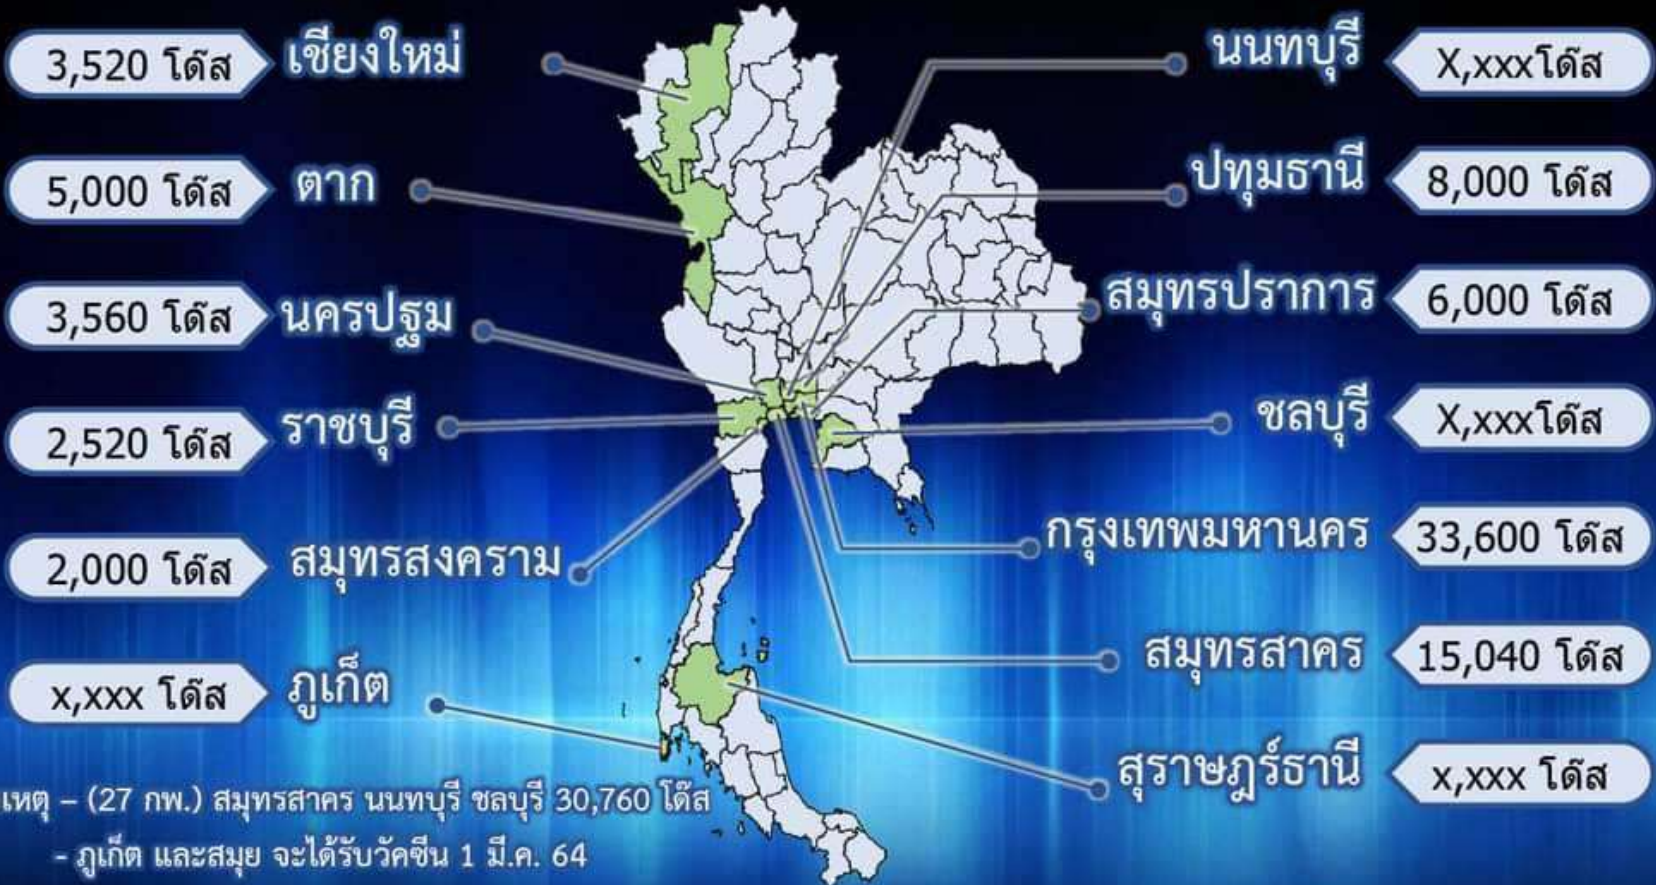 3,520 โด๊ส เชียงใหม่
5,000 โด๊ส ตาก
3,560 โด๊ส นครปฐม
2,520 โด๊ส ราชบุรี
2,000 โด๊ส สมุทรสงคราม
x,xxx โด๊ส ภูเก็ต
นนทบุรี X,xxxโด๊ส
ปทุมธานี 8,000 โด๊ส
สมุทรปราการ 6,000 โด๊ส
ชลบุรี X,xxxโด๊ส
กรุงเทพมหานคร 33,600 โด๊ส
สมุทรสาคร 15,040 โด๊ส
สุราษฎร์ธานี x,xxx โด๊ส
เหตุ – (27 กพ.) สมุทรสาคร นนทบุรี ชลบุรี 30,760 โด๊ส
- ภูเก็ต และสมุย จะได้รับวัคซีน 1 มี.ค. 64